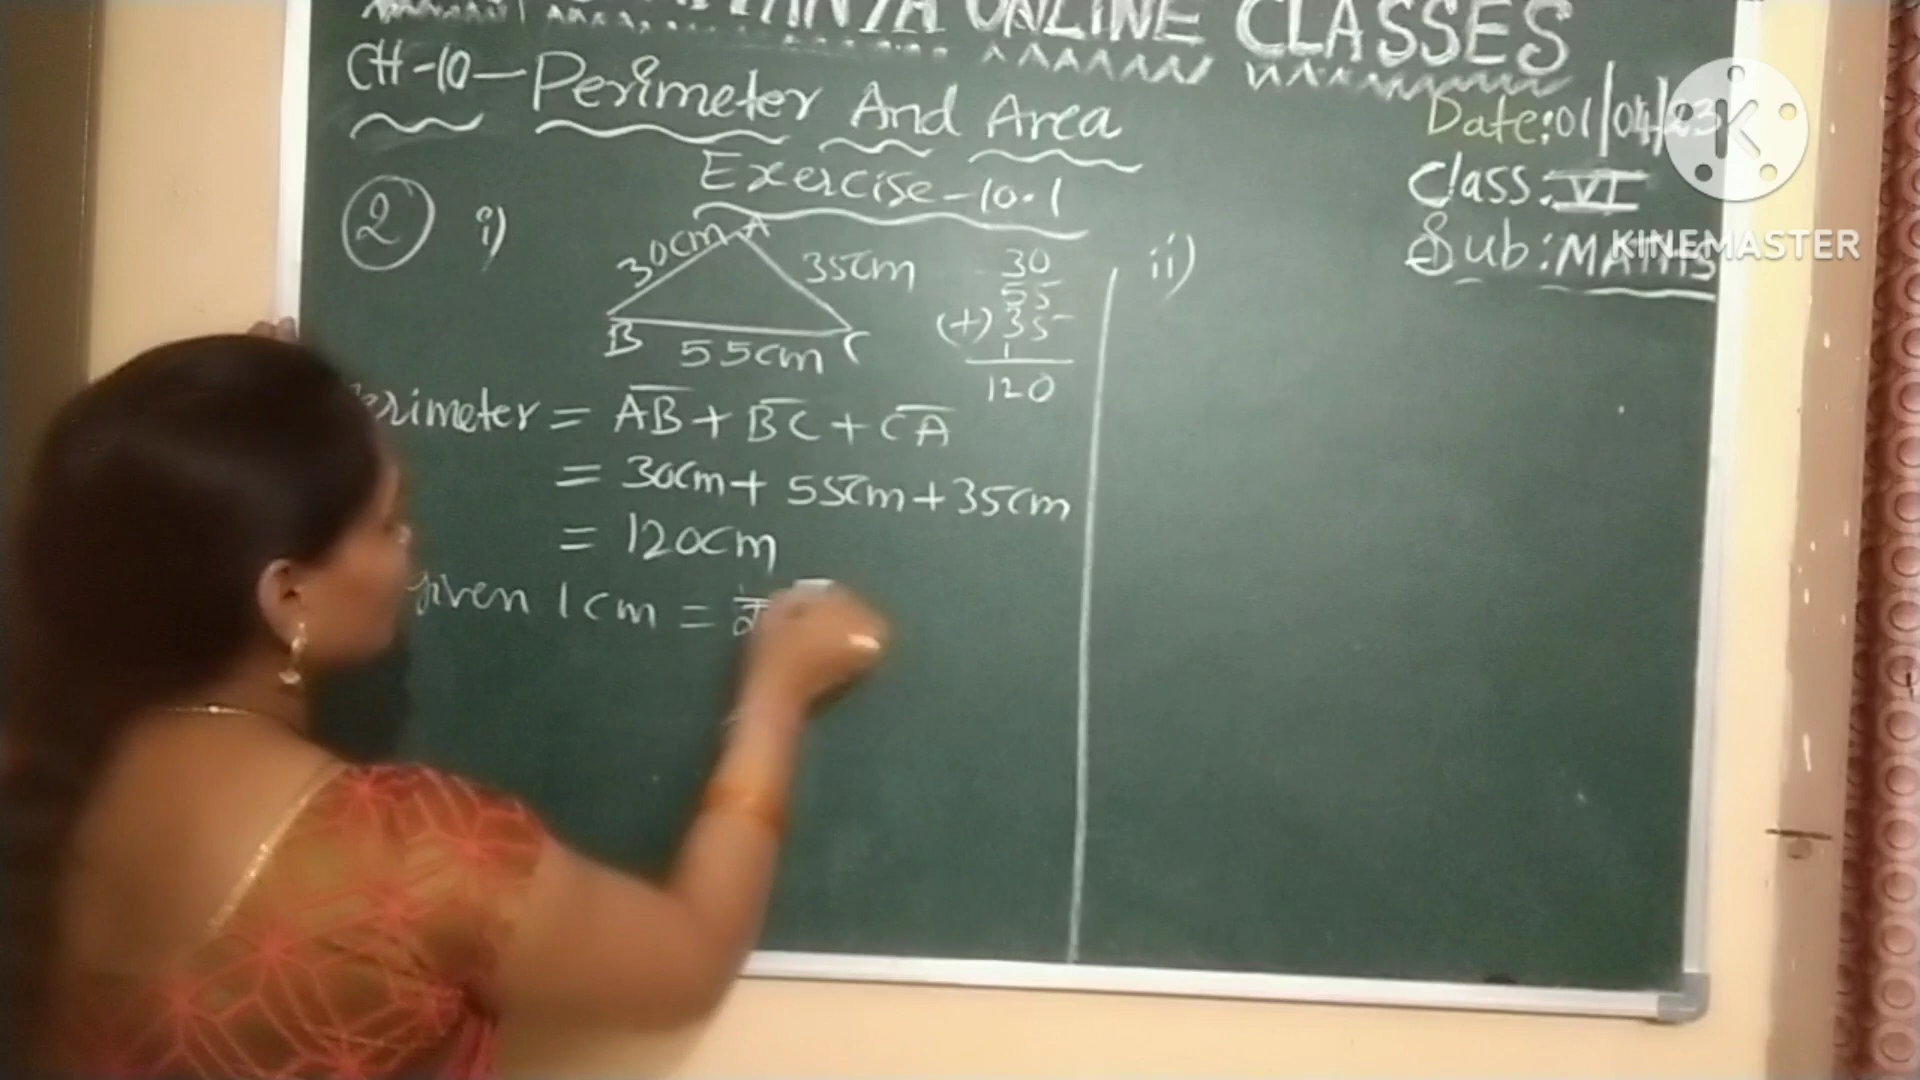 ONLINE CLASSES
CH-10-Perimeter And Area
Date:01/04/23
Exercise-10.1
Class:VI
Sub:MATHS
KINEMASTER
2 i)
A
30cm
35cm
B
C
55cm
30
55
(+)35
1
120
ii)
Perimeter = AB + BC + CA
= 30cm + 55cm + 35cm
= 120cm
given 1cm =